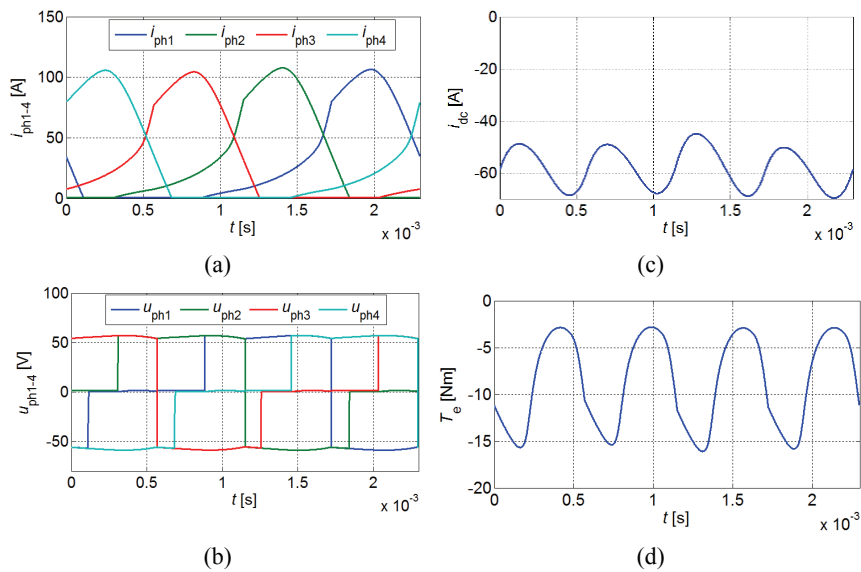 i_ph1 i_ph2 i_ph3 i_ph4
150
100
50
0
i_ph1-4 [A]
0 0.5 1 1.5 2
t [s]
x 10^-3
(a)
0
-20
-40
-60
i_dc [A]
0 0.5 1 1.5 2
t [s]
x 10^-3
(c)
u_ph1 u_ph2 u_ph3 u_ph4
100
50
0
-50
u_ph1-4 [V]
0 0.5 1 1.5 2
t [s]
x 10^-3
(b)
0
-5
-10
-15
-20
T_e [Nm]
0 0.5 1 1.5 2
t [s]
x 10^-3
(d)